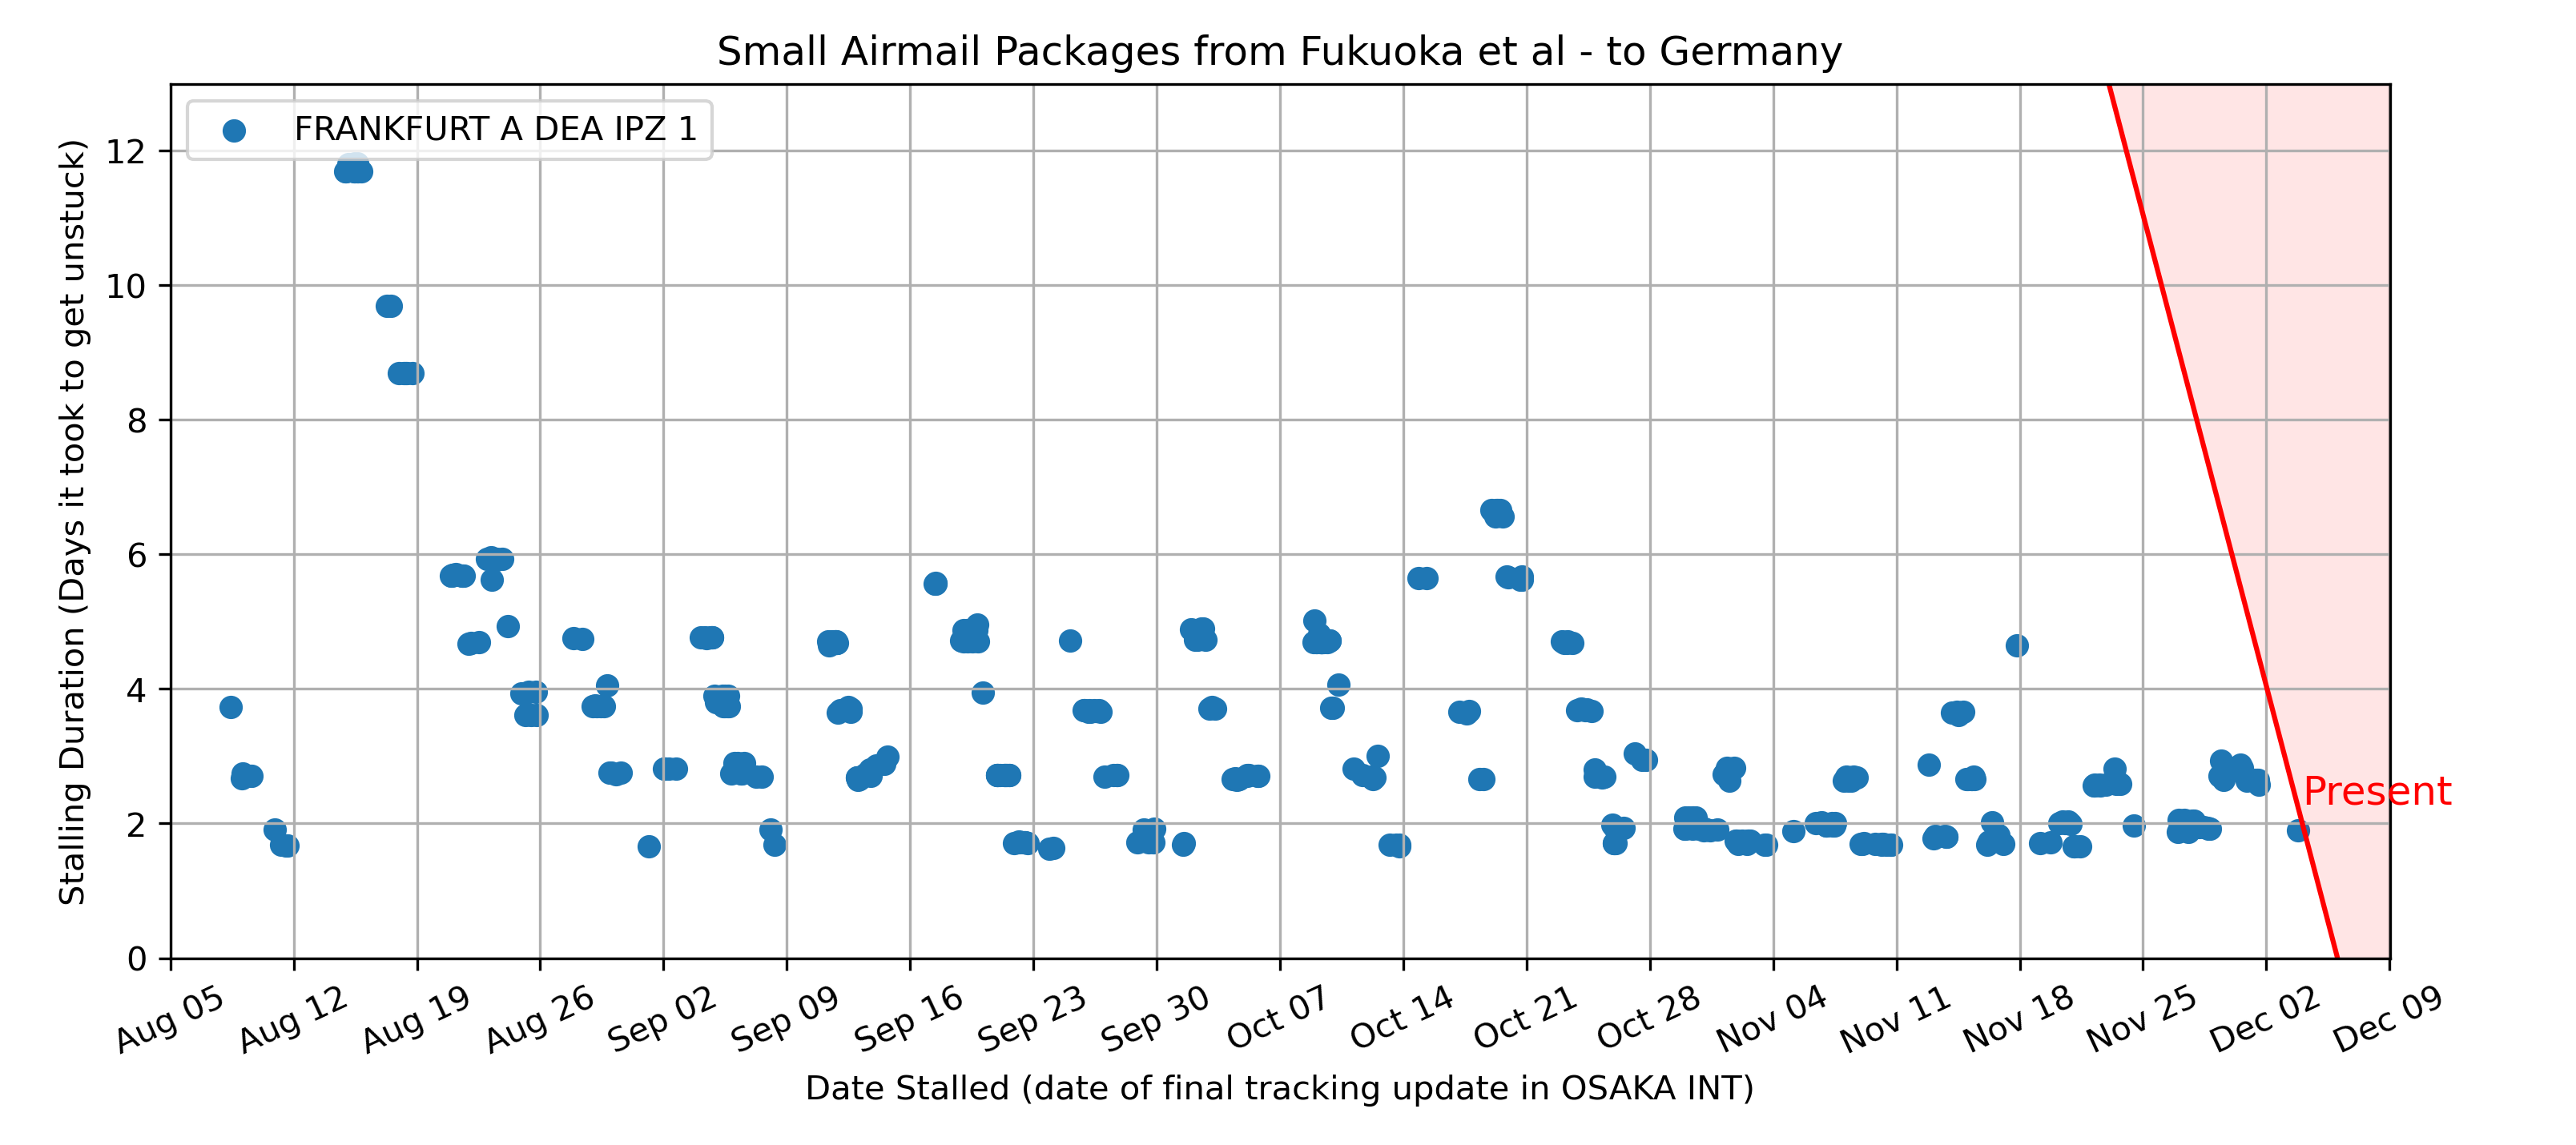 Small Airmail Packages from Fukuoka et al - to Germany
FRANKFURT A DEA IPZ 1
Stalling Duration (Days it took to get unstuck)
12
10
8
6
4
2
0
Present
Aug 05
Aug 12
Aug 19
Aug 26
Sep 02
Sep 09
Sep 16
Sep 23
Sep 30
Oct 07
Oct 14
Oct 21
Oct 28
Nov 04
Nov 11
Nov 18
Nov 25
Dec 02
Dec 09
Date Stalled (date of final tracking update in OSAKA INT)